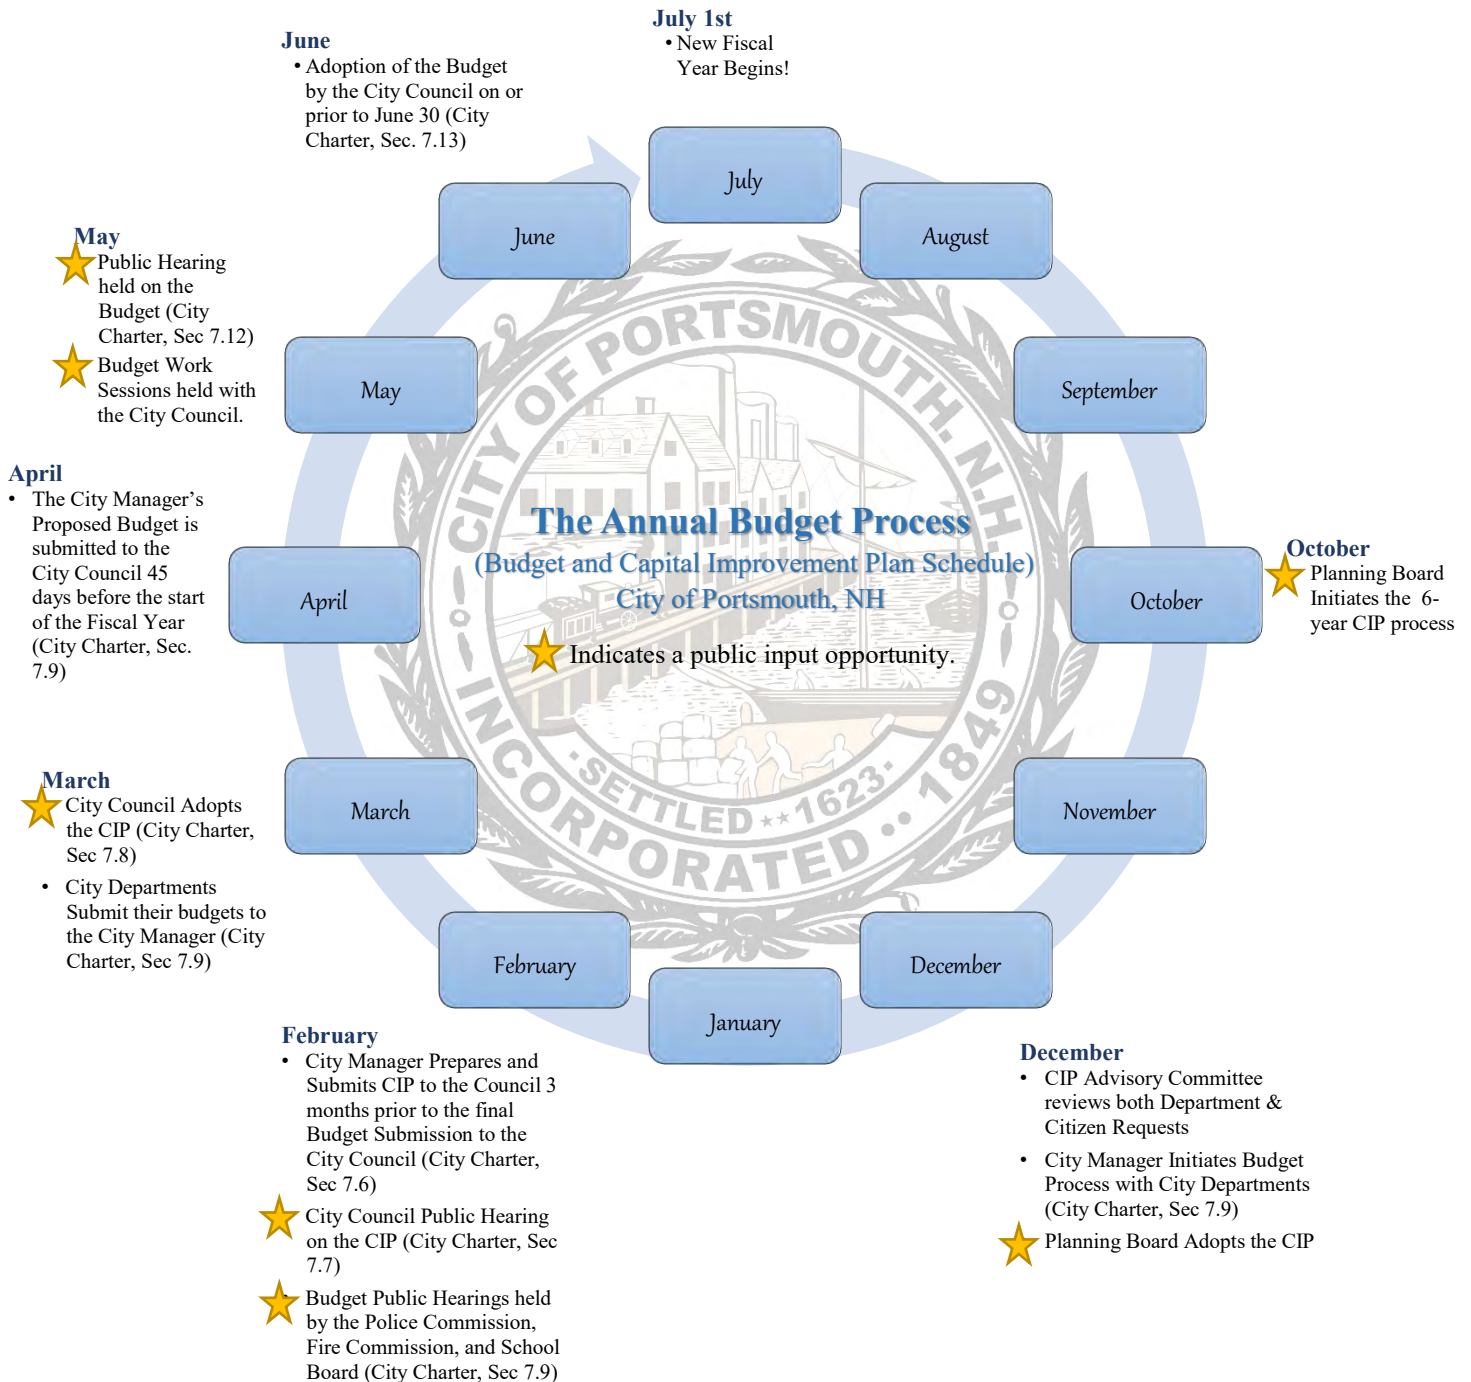 July 1st
• New Fiscal
Year Begins!
June
• Adoption of the Budget
by the City Council on or
prior to June 30 (City
Charter, Sec. 7.13)
July
June
August
May
Public Hearing
held on the
Budget (City
Charter, Sec 7.12)
Budget Work
Sessions held with
the City Council.
May
September
CITY OF PORTSMOUTH, N.H.
April
• The City Manager’s
Proposed Budget is
submitted to the
City Council 45
days before the start
of the Fiscal Year
(City Charter, Sec.
7.9)
April
The Annual Budget Process
(Budget and Capital Improvement Plan Schedule)
City of Portsmouth, NH
Indicates a public input opportunity.
October
October
Planning Board
Initiates the 6-
year CIP process
·SETTLED ** 1623·
INCORPORATED •• 1849
March
City Council Adopts
the CIP (City Charter,
Sec 7.8)
• City Departments
Submit their budgets to
the City Manager (City
Charter, Sec 7.9)
March
November
February
December
January
February
• City Manager Prepares and
Submits CIP to the Council 3
months prior to the final
Budget Submission to the
City Council (City Charter,
Sec 7.6)
City Council Public Hearing
on the CIP (City Charter, Sec
7.7)
Budget Public Hearings held
by the Police Commission,
Fire Commission, and School
Board (City Charter, Sec 7.9)
December
• CIP Advisory Committee
reviews both Department &
Citizen Requests
• City Manager Initiates Budget
Process with City Departments
(City Charter, Sec 7.9)
Planning Board Adopts the CIP